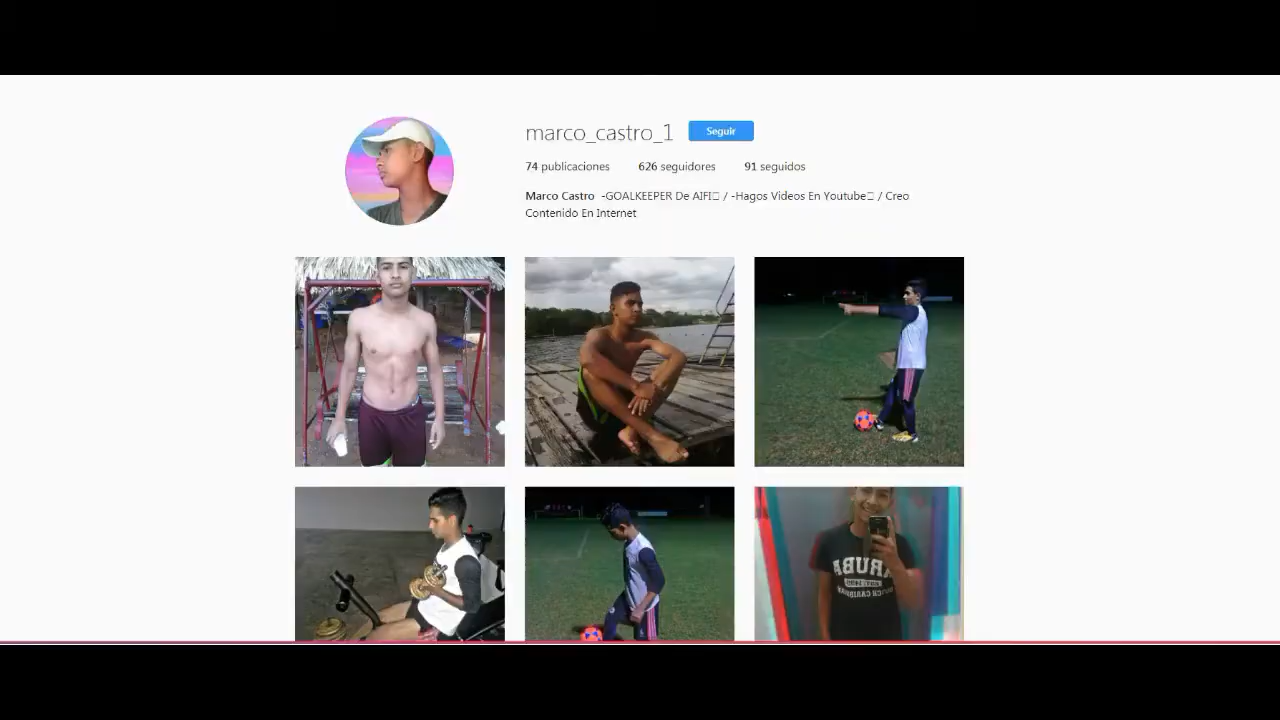 marco_castro_1 Seguir
74 publicaciones 626 seguidores 91 seguidos
Marco Castro -GOALKEEPER De AIFI / -Hagos Videos En Youtube / Creo
Contenido En Internet
ARUBA